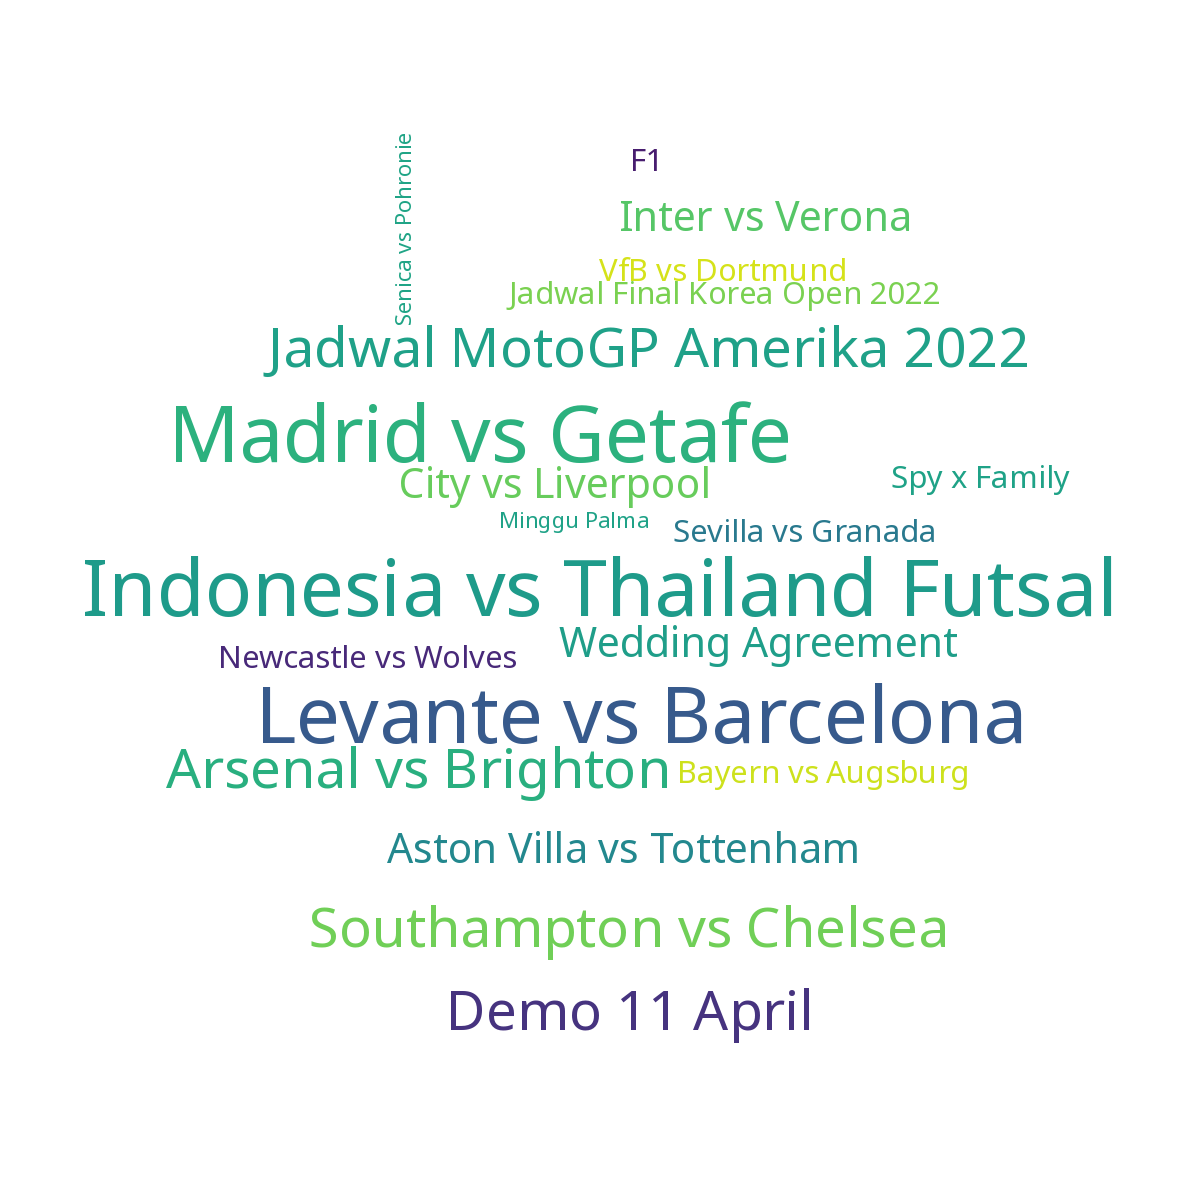 Senica vs Pohronie
F1
Inter vs Verona
VfB vs Dortmund
Jadwal Final Korea Open 2022
Jadwal MotoGP Amerika 2022
Madrid vs Getafe
City vs Liverpool
Spy x Family
Minggu Palma
Sevilla vs Granada
Indonesia vs Thailand Futsal
Wedding Agreement
Newcastle vs Wolves
Levante vs Barcelona
Arsenal vs Brighton
Bayern vs Augsburg
Aston Villa vs Tottenham
Southampton vs Chelsea
Demo 11 April